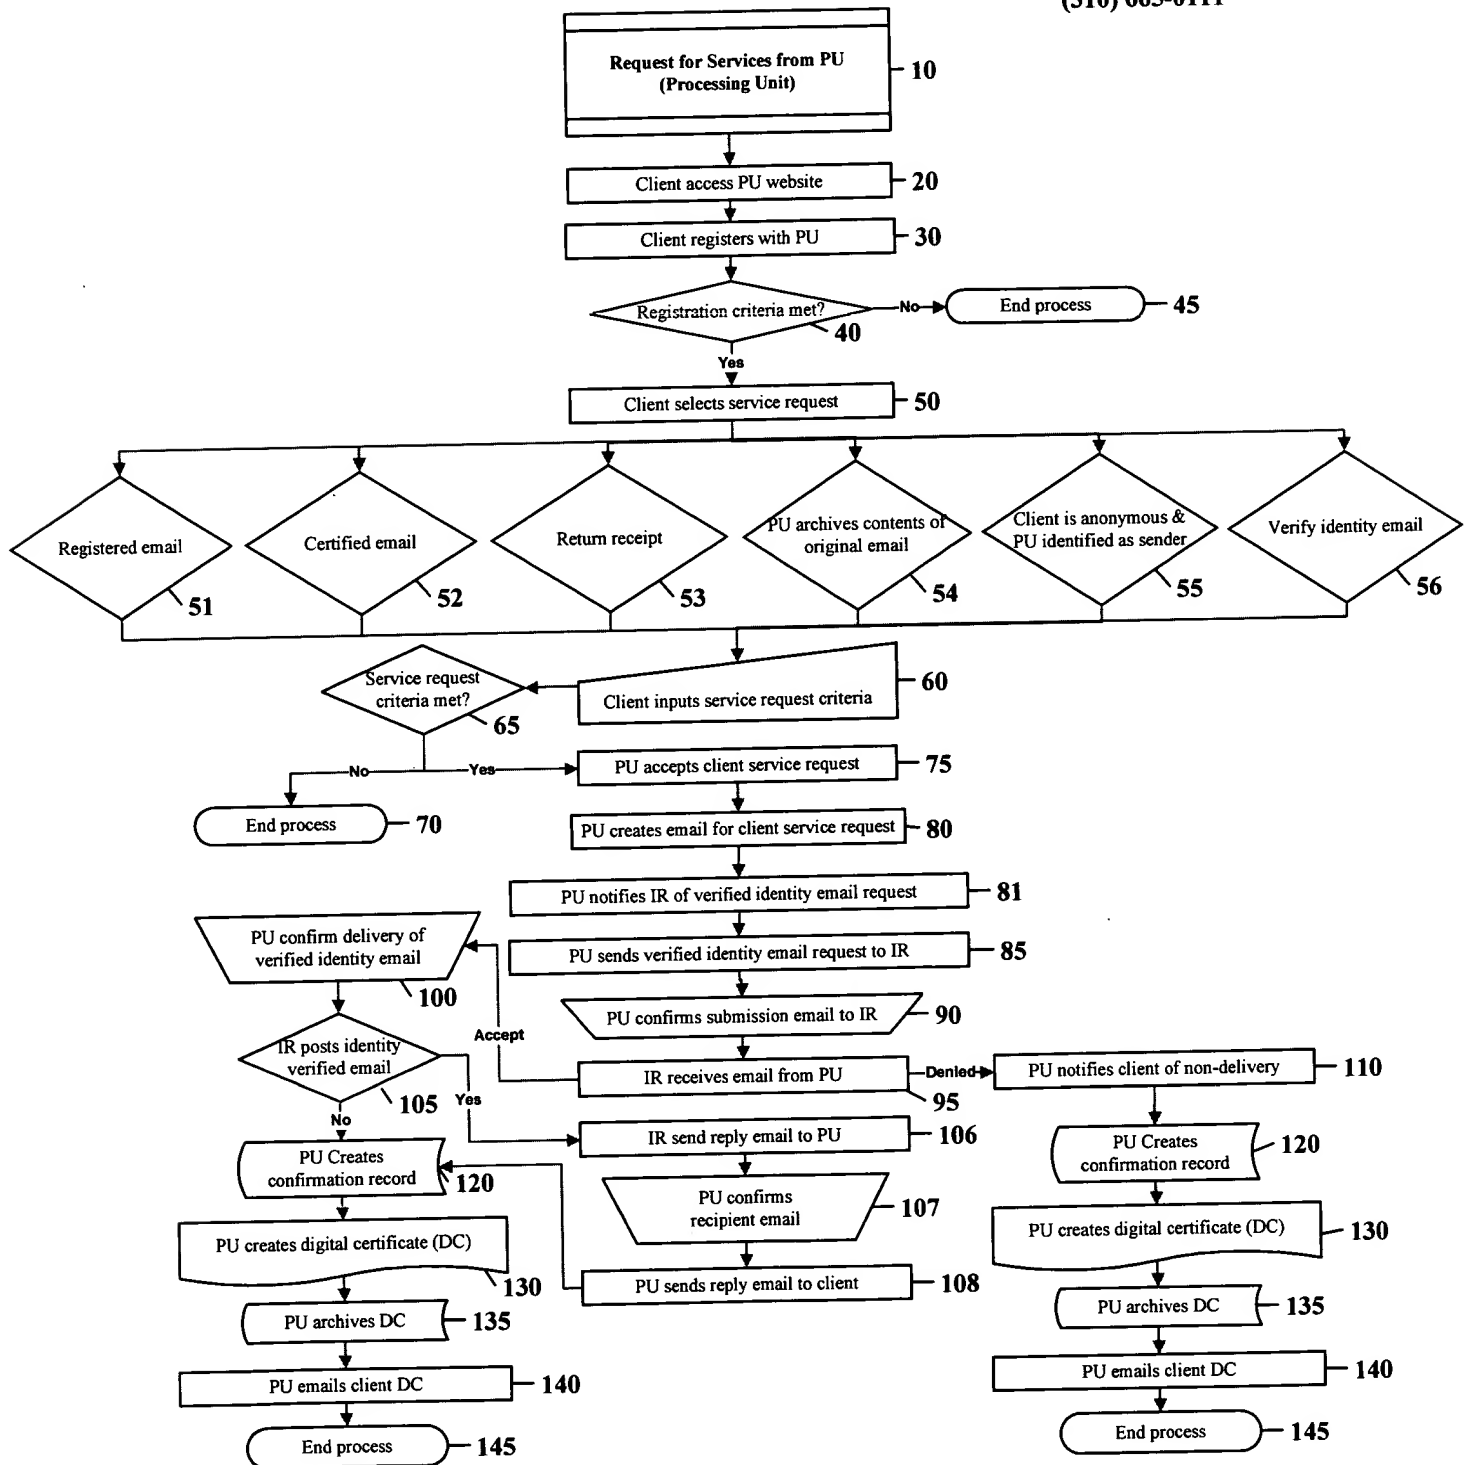 Request for Services from PU
(Processing Unit)
10
Client access PU website
20
Client registers with PU
30
Registration criteria met?
40
No
End process
45
Yes
Client selects service request
50
Registered email
51
Certified email
52
Return receipt
53
PU archives contents of
original email
54
Client is anonymous &
PU identified as sender
55
Verify identity email
56
Service request
criteria met?
65
Client inputs service request criteria
60
No
Yes
PU accepts client service request
75
End process
70
PU creates email for client service request
80
PU notifies IR of verified identity email request
81
PU confirm delivery of
verified identity email
100
PU sends verified identity email request to IR
85
PU confirms submission email to IR
90
Accept
IR posts identity
verified email
105
Yes
No
IR receives email from PU
95
Denied
PU notifies client of non-delivery
110
IR send reply email to PU
106
PU Creates
confirmation record
120
PU confirms
recipient email
107
PU Creates
confirmation record
120
PU creates digital certificate (DC)
130
PU sends reply email to client
108
PU creates digital certificate (DC)
130
PU archives DC
135
PU archives DC
135
PU emails client DC
140
PU emails client DC
140
End process
145
End process
145